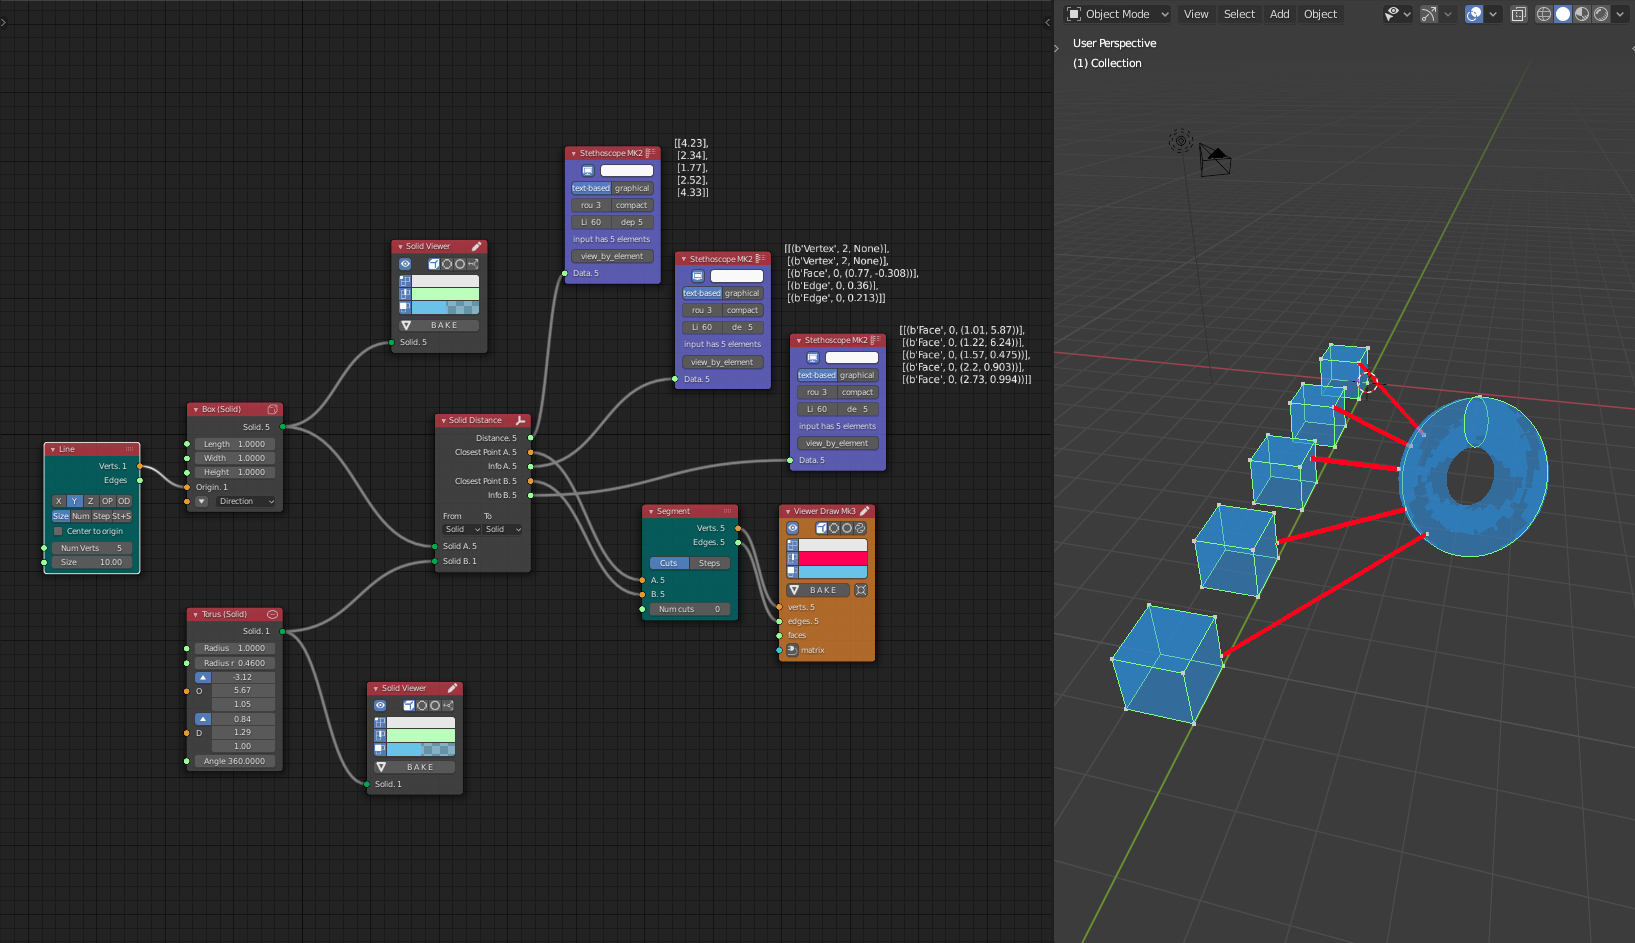 Object Mode
View
Select
Add
Object
User Perspective
(1) Collection
Stethoscope MK2
text-based
graphical
rou 3
compact
Li 60
dep 5
input has 5 elements
view_by_element
Data. 5
[[4.23],
[2.34],
[1.77],
[2.52],
[4.33]]
Solid Viewer
BAKE
Solid. 5
Stethoscope MK2
text-based
graphical
rou 3
compact
Li 60
de 5
input has 5 elements
view_by_element
Data. 5
[[(b'Vertex', 2, None)],
[(b'Vertex', 2, None)],
[(b'Face', 0, (0.77, -0.308))],
[(b'Edge', 0, 0.36)],
[(b'Edge', 0, 0.213)]]
Stethoscope MK2
text-based
graphical
rou 3
compact
Li 60
de 5
input has 5 elements
view_by_element
Data. 5
[[(b'Face', 0, (1.01, 5.87))],
[(b'Face', 0, (1.22, 6.24))],
[(b'Face', 0, (1.57, 0.475))],
[(b'Face', 0, (2.2, 0.903))],
[(b'Face', 0, (2.73, 0.994))]]
Line
Verts. 1
Edges
X Y Z OP OD
Size Num Step St+S
Center to origin
Num Verts 5
Size 10.00
Box (Solid)
Solid. 5
Length 1.0000
Width 1.0000
Height 1.0000
Origin. 1
Direction
Solid Distance
Distance. 5
Closest Point A. 5
Info A. 5
Closest Point B. 5
Info B. 5
From To
Solid Solid
Solid A. 5
Solid B. 1
Segment
Verts. 5
Edges. 5
Cuts Steps
A. 5
B. 5
Num cuts 0
Viewer Draw Mk3
BAKE
verts. 5
edges. 5
faces
matrix
Torus (Solid)
Solid. 1
Radius 1.0000
Radius r 0.4600
-3.12
O 5.67
1.05
0.84
D 1.29
1.00
Angle 360.0000
Solid Viewer
BAKE
Solid. 1